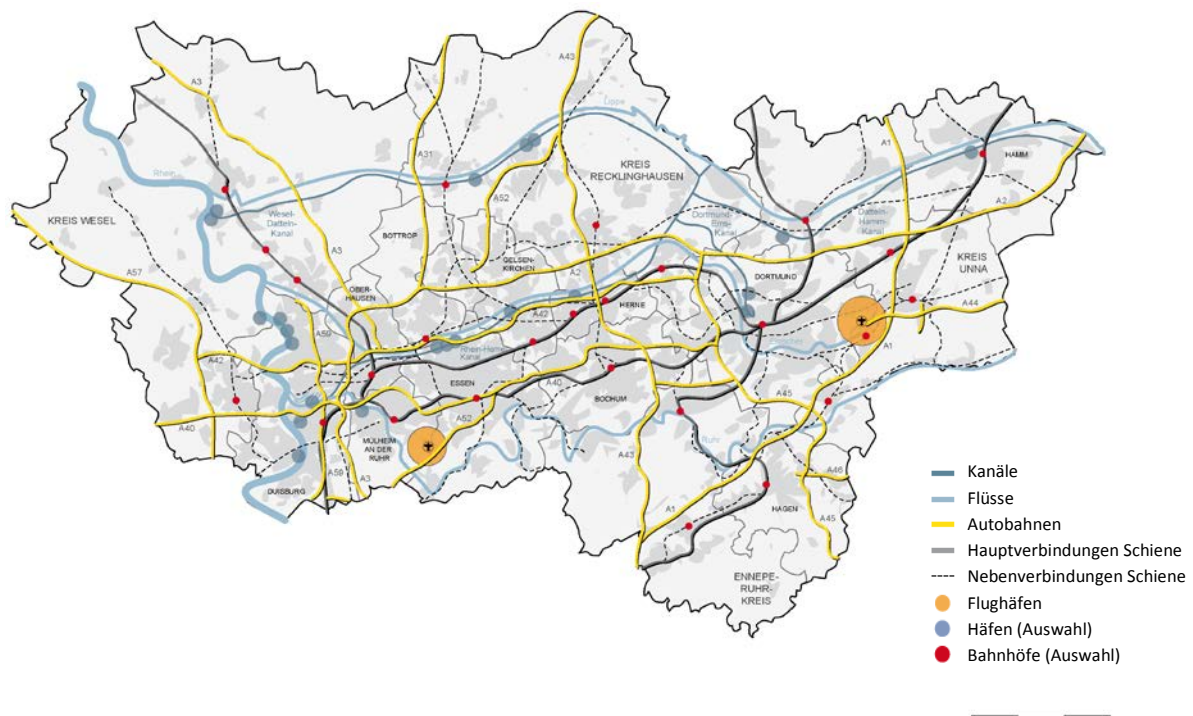 A43
A3
Lippe
A1
A31
KREIS
RECKLINGHAUSEN
HAMM
Rhein
A52
A2
KREIS WESEL
Wesel-
Datteln-
Kanal
Dortmund-
Ems-
Kanal
Datteln-
Hamm-
Kanal
BOTTROP
A3
GELSEN-
KIRCHEN
KREIS
UNNA
A57
A2
DORTMUND
OBER-
HAUSEN
HERNE
A44
A42
A59
Emscher
A1
Rhein-Herne-
Kanal
A42
ESSEN
A40
BOCHUM
A45
A40
A52
MÜLHEIM
AN DER
RUHR
Ruhr
A43
A59
A3
A46
DUISBURG
A1
HAGEN
A45
ENNEPE-
RUHR-
KREIS
Kanäle
Flüsse
Autobahnen
Hauptverbindungen Schiene
Nebenverbindungen Schiene
Flughäfen
Häfen (Auswahl)
Bahnhöfe (Auswahl)